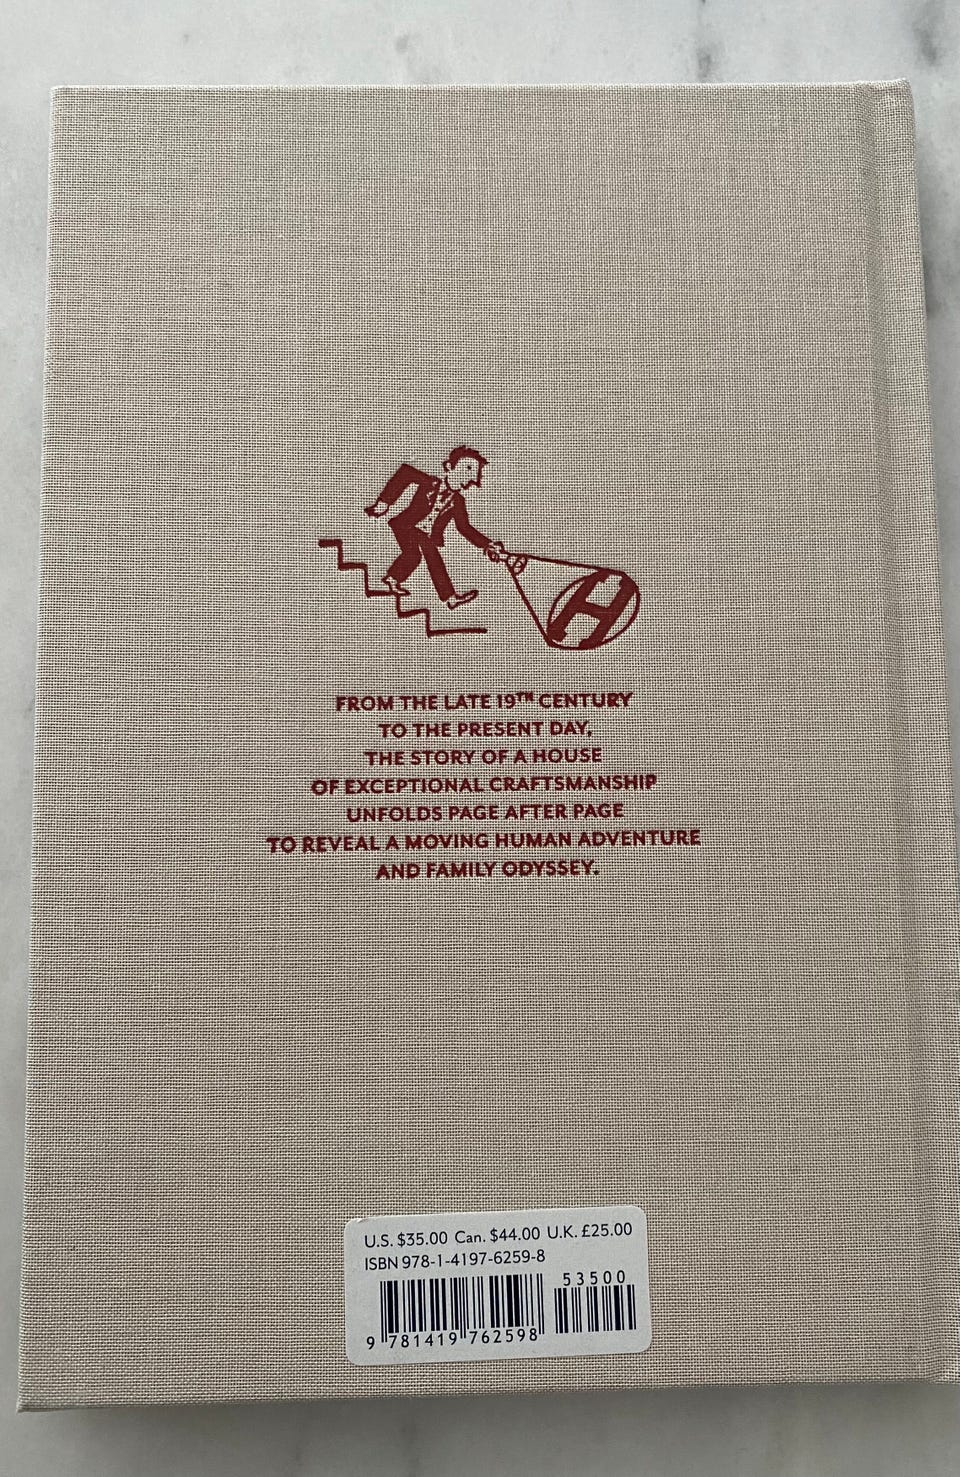 H
FROM THE LATE 19TH CENTURY
TO THE PRESENT DAY,
THE STORY OF A HOUSE
OF EXCEPTIONAL CRAFTSMANSHIP
UNFOLDS PAGE AFTER PAGE
TO REVEAL A MOVING HUMAN ADVENTURE
AND FAMILY ODYSSEY.
U.S. $35.00 Can. $44.00 U.K. £25.00
ISBN 978-1-4197-6259-8
53500
9 781419 762598